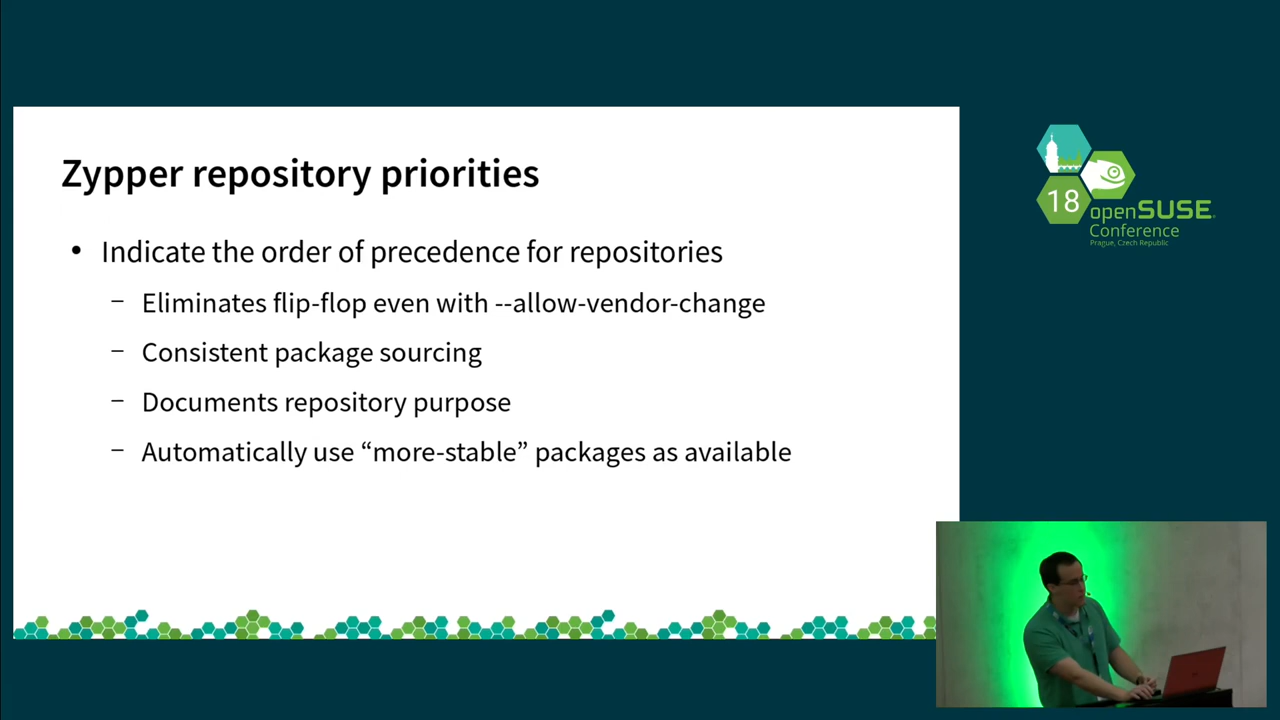 Zypper repository priorities
• Indicate the order of precedence for repositories
– Eliminates flip-flop even with --allow-vendor-change
– Consistent package sourcing
– Documents repository purpose
– Automatically use “more-stable” packages as available
18
openSUSE
Conference
Prague, Czech Republic